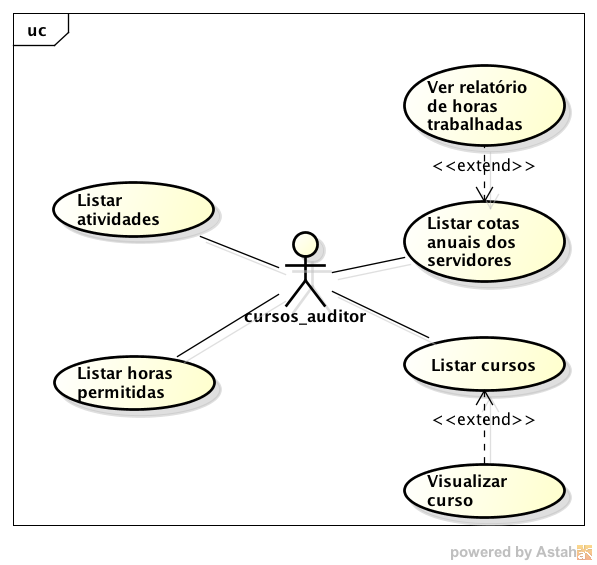 uc
Ver relatório
de horas
trabalhadas
<<extend>>
Listar
atividades
Listar cotas
anuais dos
servidores
cursos_auditor
Listar horas
permitidas
Listar cursos
<<extend>>
Visualizar
curso
powered by Astah